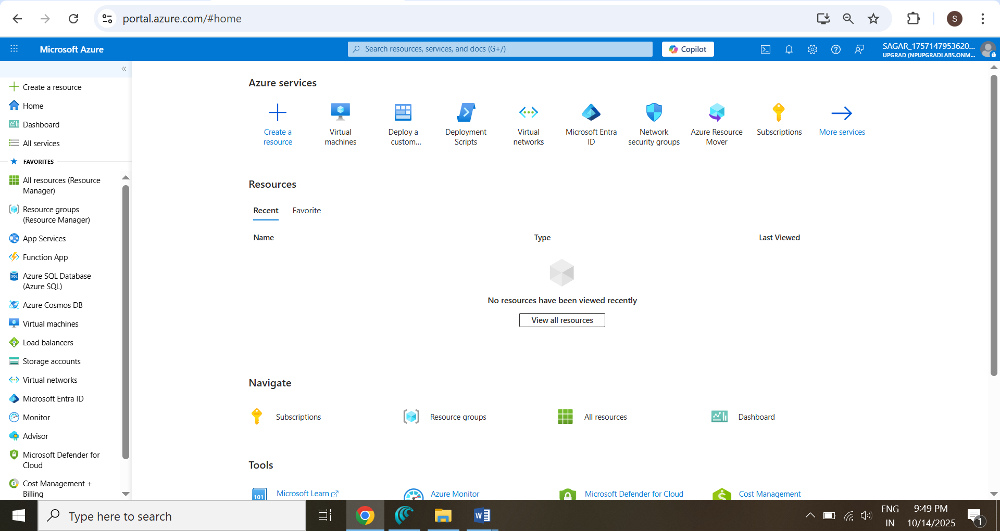 portal.azure.com/#home
S
Microsoft Azure
Search resources, services, and docs (G+/)
Copilot
SAGAR_1757147953620...
UPGRAD (NPUPGRADLABS.ONM...
Create a resource
Home
Dashboard
All services
FAVORITES
All resources (Resource
Manager)
Resource groups
(Resource Manager)
App Services
Function App
SQL
Azure SQL Database
(Azure SQL)
Azure Cosmos DB
Virtual machines
Load balancers
Storage accounts
Virtual networks
Microsoft Entra ID
Monitor
Advisor
Microsoft Defender for
Cloud
Cost Management +
Billing
Azure services
Create a
resource
Virtual
machines
Deploy a
custom...
Deployment
Scripts
Virtual
networks
Microsoft Entra
ID
Network
security groups
Azure Resource
Mover
Subscriptions
More services
Resources
Recent
Favorite
Name
Type
Last Viewed
No resources have been viewed recently
View all resources
Navigate
Subscriptions
Resource groups
All resources
Dashboard
Tools
101
Microsoft Learn
Azure Monitor
Microsoft Defender for Cloud
Cost Management
Type here to search
W
ENG
IN
9:49 PM
10/14/2025
1